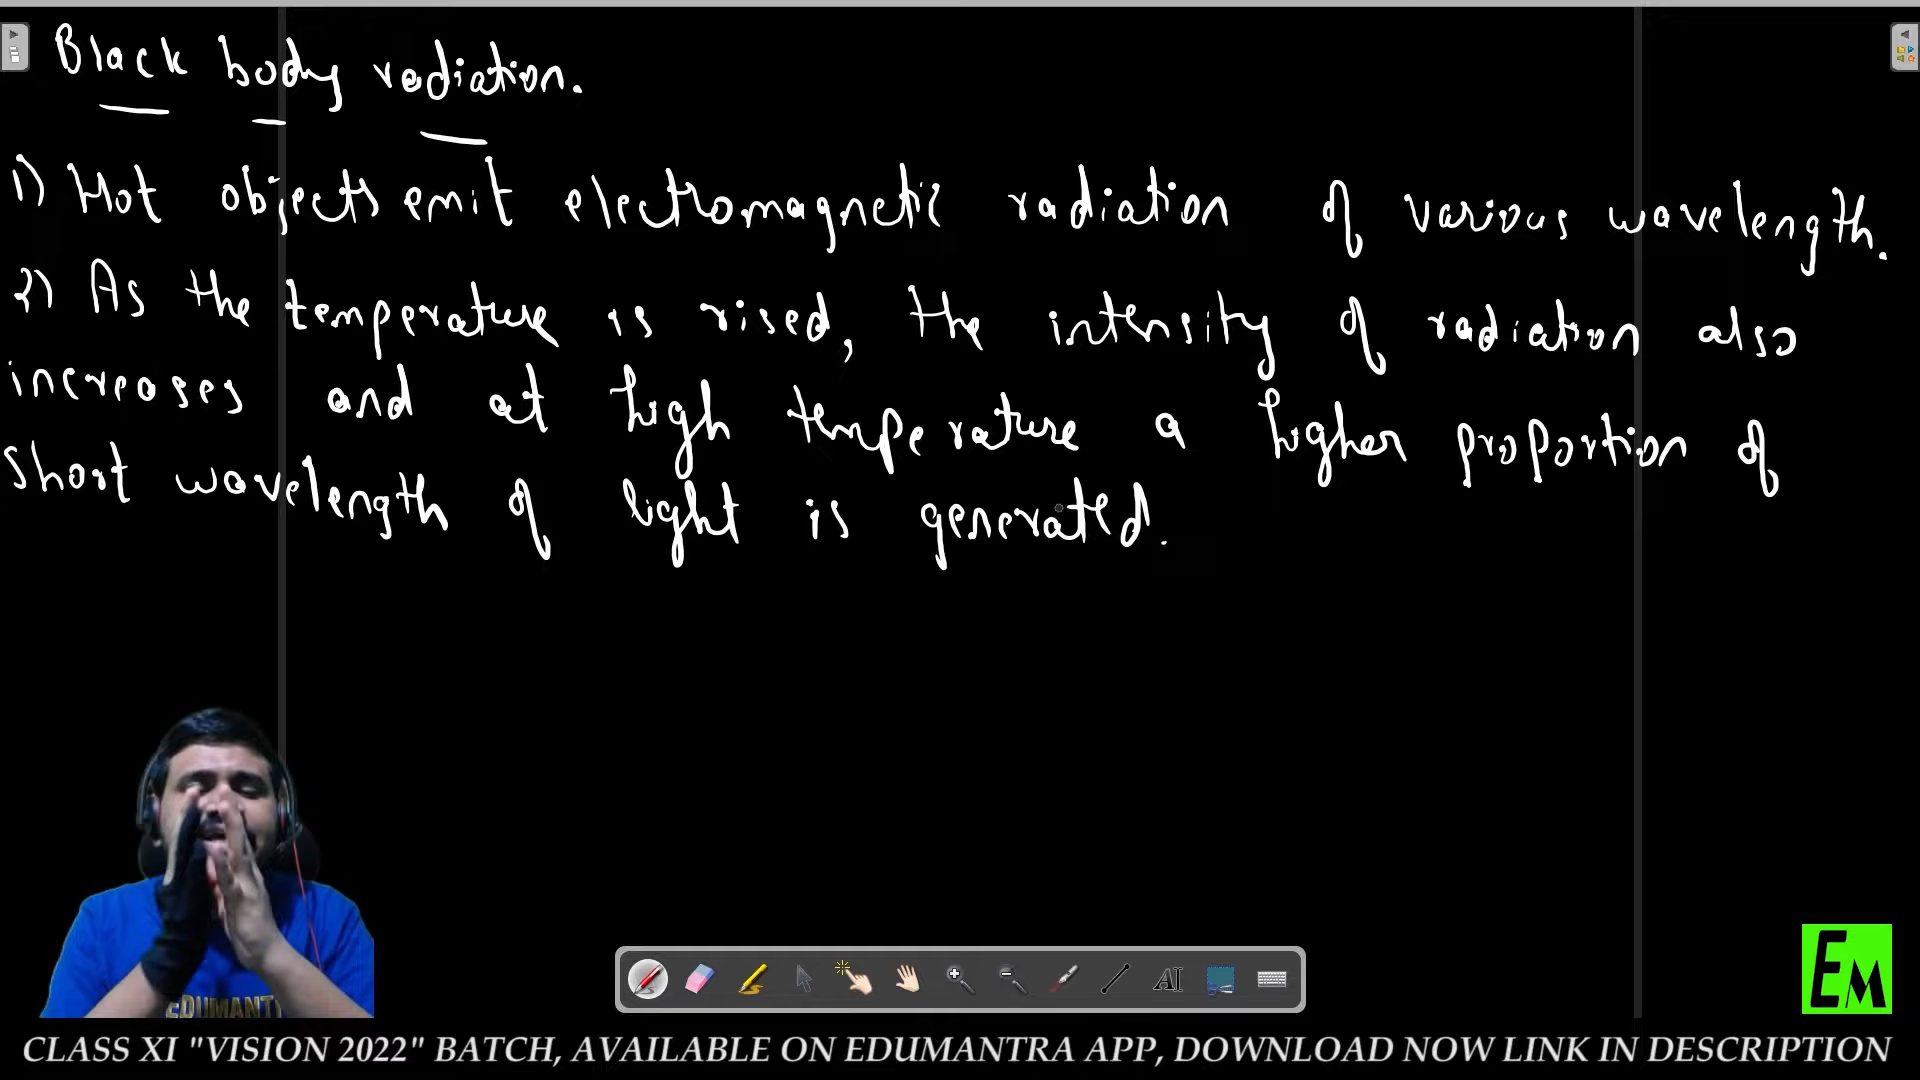 Black body radiation.
1) Hot objects emit electromagnetic radiation of various wavelength.
2) As the temperature is rised, the intensity of radiation also
increases and at high temperature a higher proportion of
short wavelength of light is generated.
EDUMANT
EM
CLASS XI "VISION 2022" BATCH, AVAILABLE ON EDUMANTRA APP, DOWNLOAD NOW LINK IN DESCRIPTION